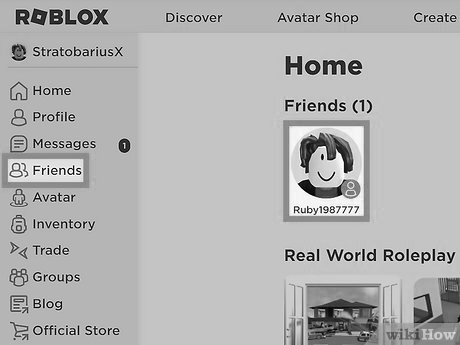 ROBLOX
Discover
Avatar Shop
Create
StratobariusX
Home
Profile
Messages 1
Friends
Avatar
Inventory
Trade
Groups
Blog
Official Store
Home
Friends (1)
Ruby1987777
Real World Roleplay
wikiHow